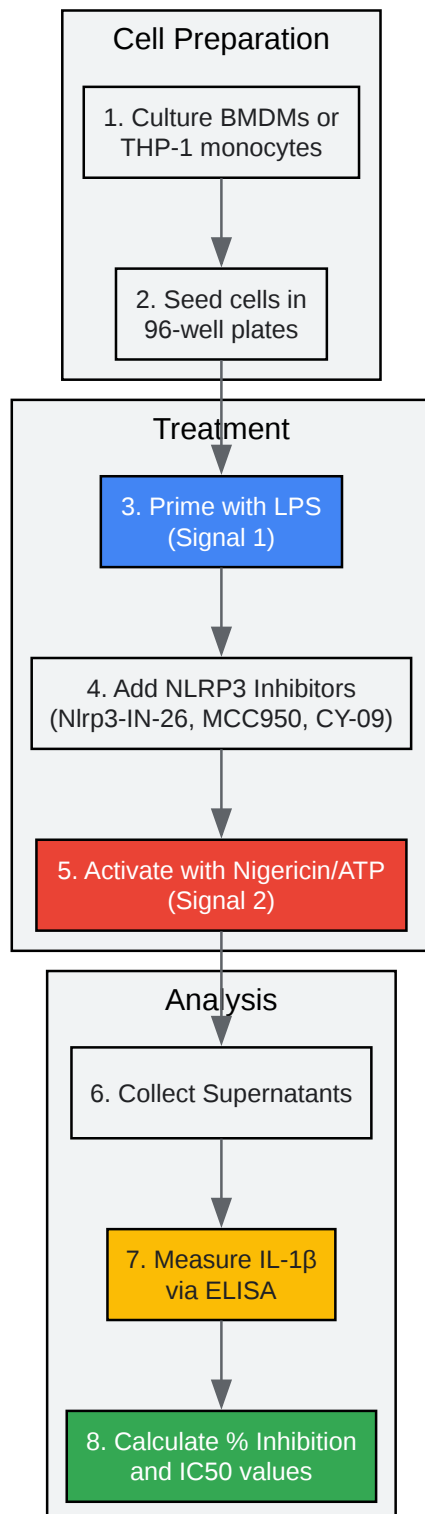 Cell Preparation
1. Culture BMDMs or
THP-1 monocytes
2. Seed cells in
96-well plates
Treatment
3. Prime with LPS
(Signal 1)
4. Add NLRP3 Inhibitors
(Nlrp3-IN-26, MCC950, CY-09)
5. Activate with Nigericin/ATP
(Signal 2)
Analysis
6. Collect Supernatants
7. Measure IL-1β
via ELISA
8. Calculate % Inhibition
and IC50 values